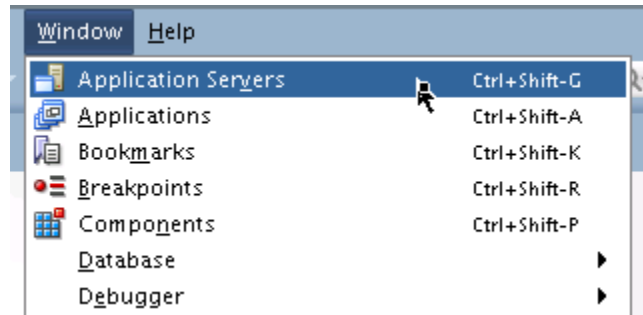 Window Help
Application Servers Ctrl+Shift-G
Applications Ctrl+Shift-A
Bookmarks Ctrl+Shift-K
Breakpoints Ctrl+Shift-R
Components Ctrl+Shift-P
Database
Debugger